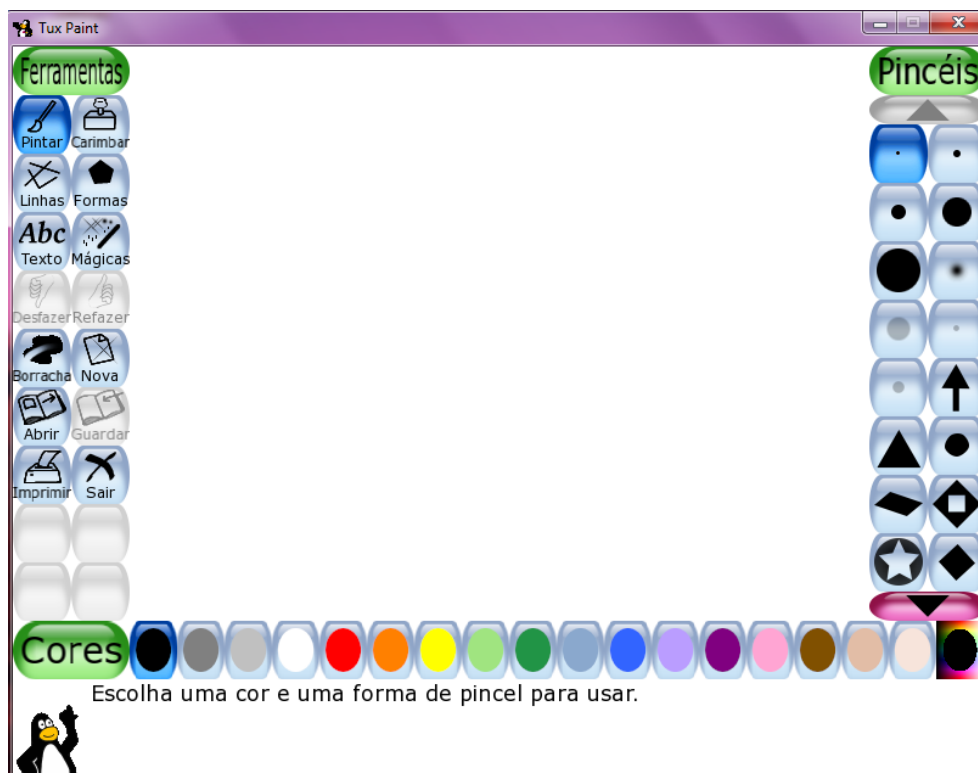 Tux Paint
Ferramentas
Pincéis
Pintar Carimbar
Linhas Formas
Abc
Texto Mágicas
Desfazer Refazer
Borracha Nova
Abrir Guardar
Imprimir Sair
Cores
Escolha uma cor e uma forma de pincel para usar.